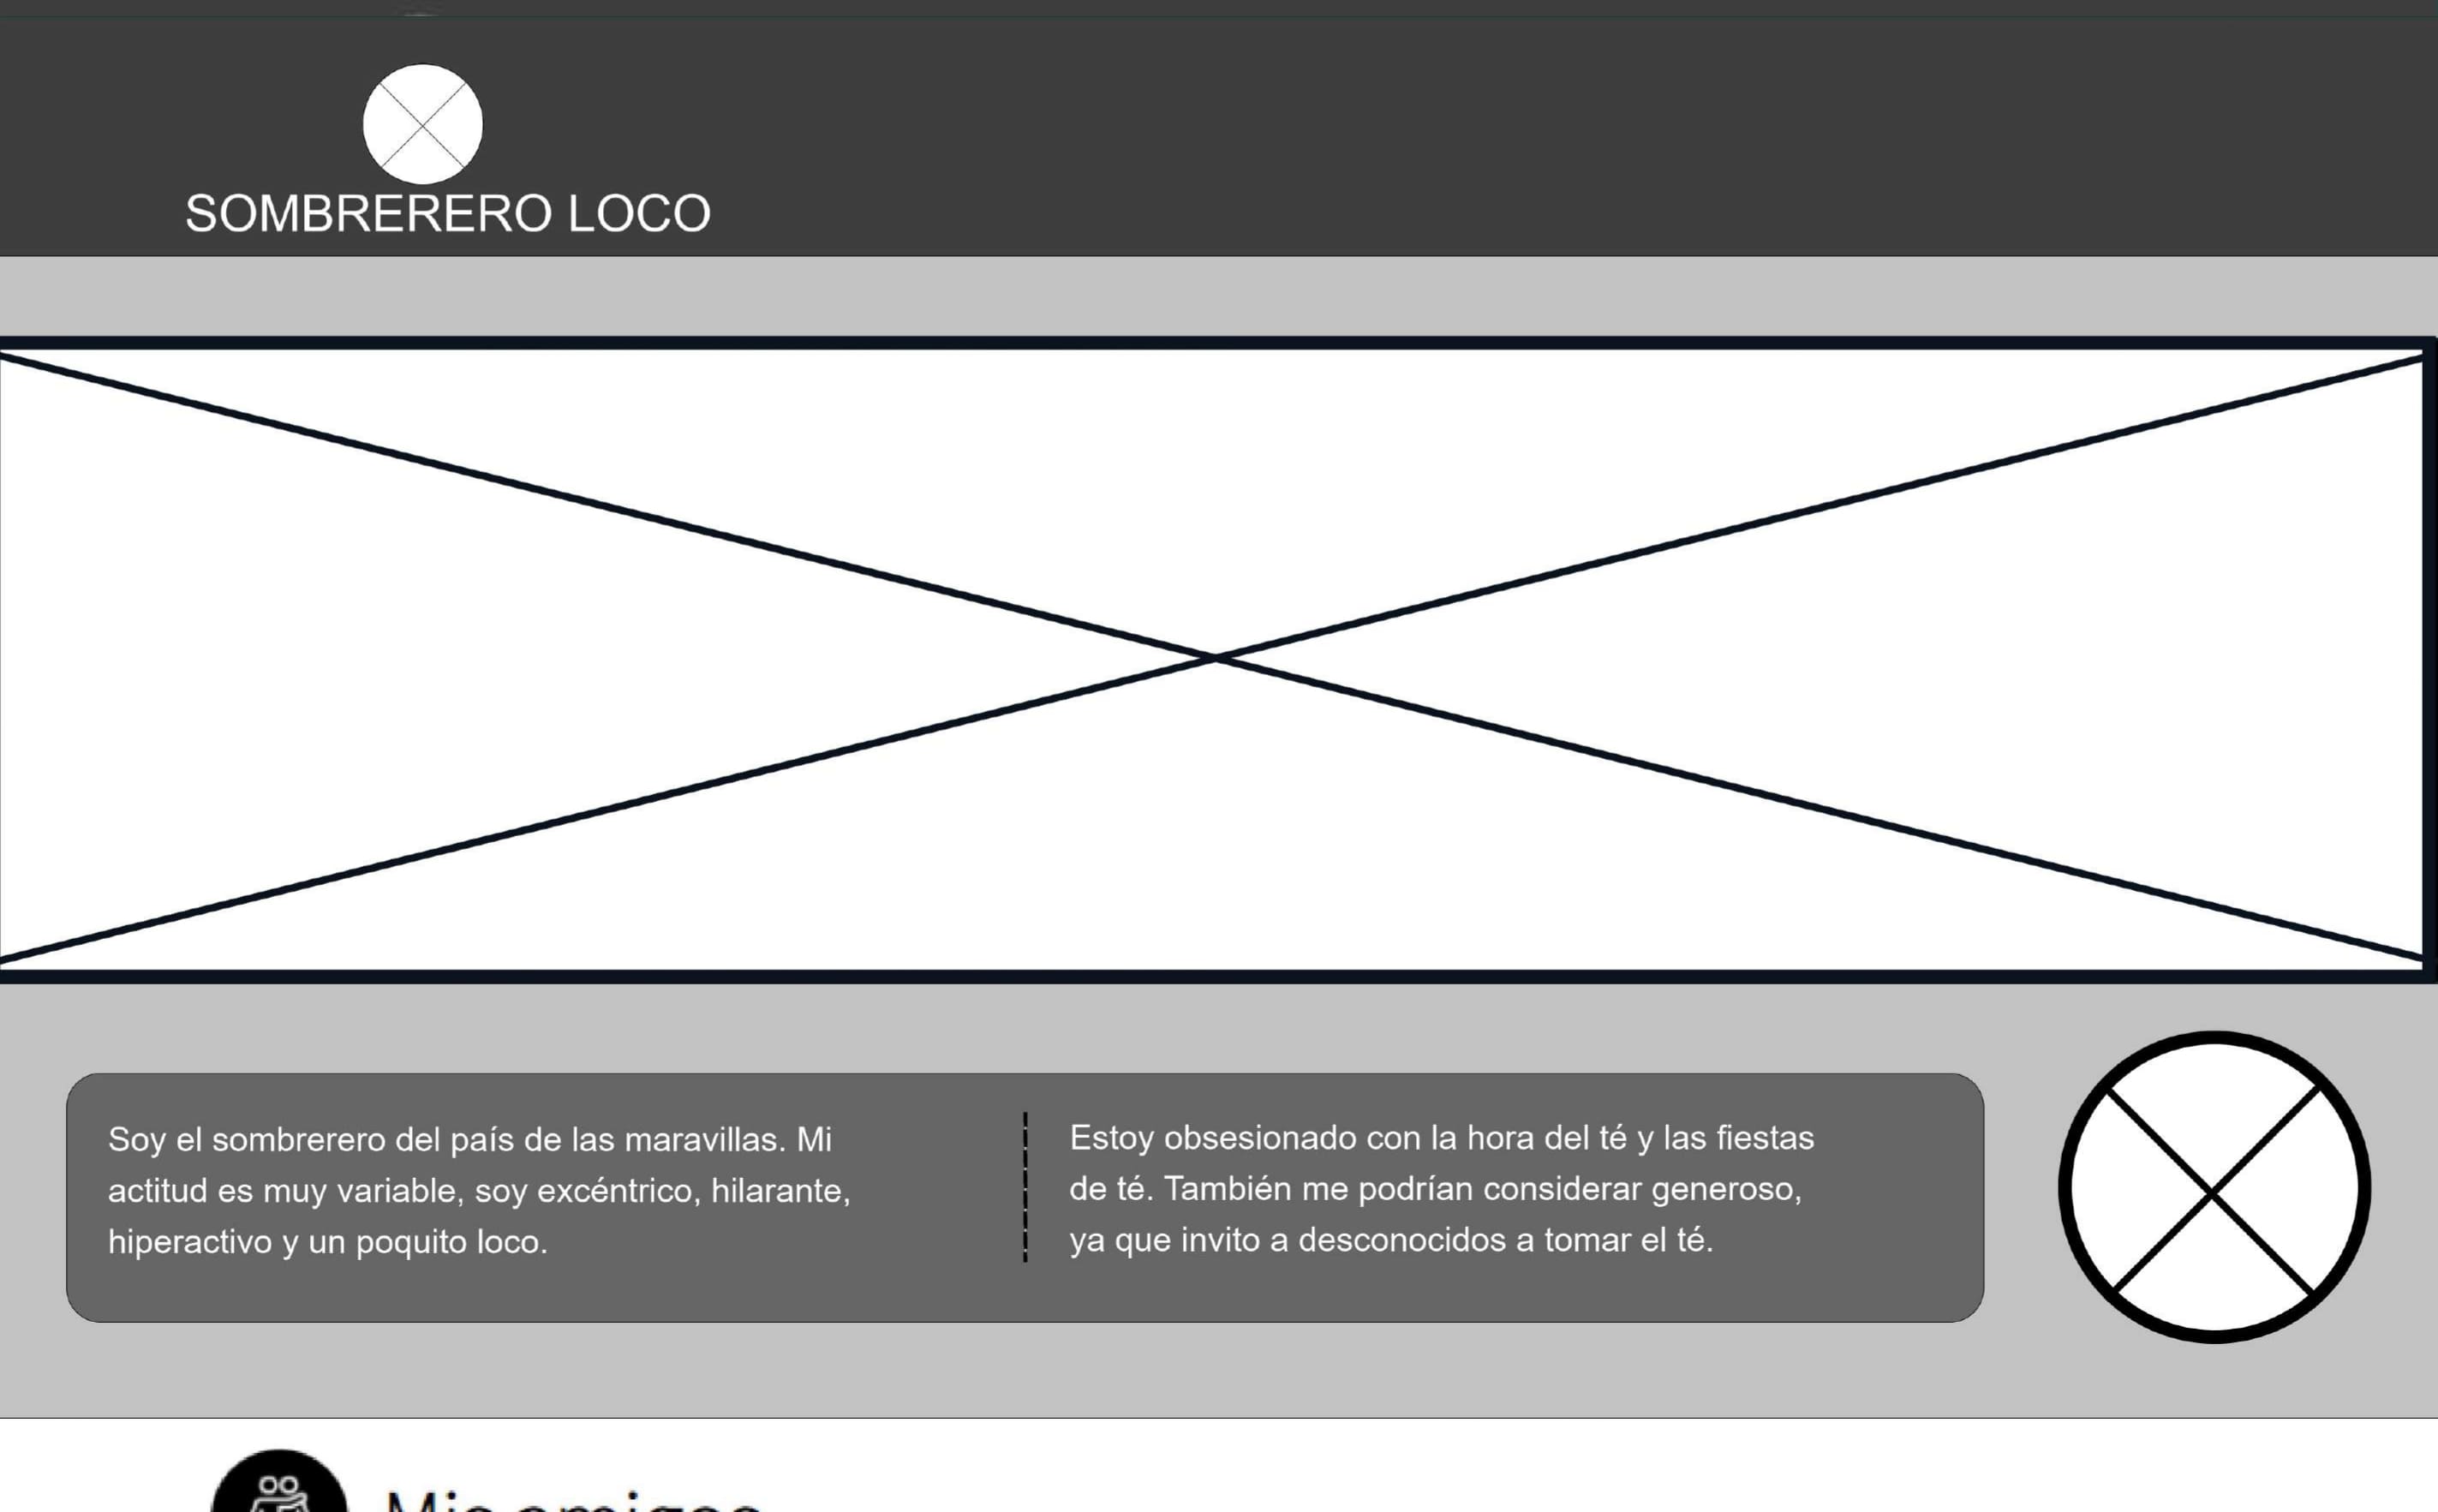 SOMBRERERO LOCO
Soy el sombrerero del país de las maravillas. Mi
actitud es muy variable, soy excéntrico, hilarante,
hiperactivo y un poquito loco.
Estoy obsesionado con la hora del té y las fiestas
de té. También me podrían considerar generoso,
ya que invito a desconocidos a tomar el té.
Mis amigos